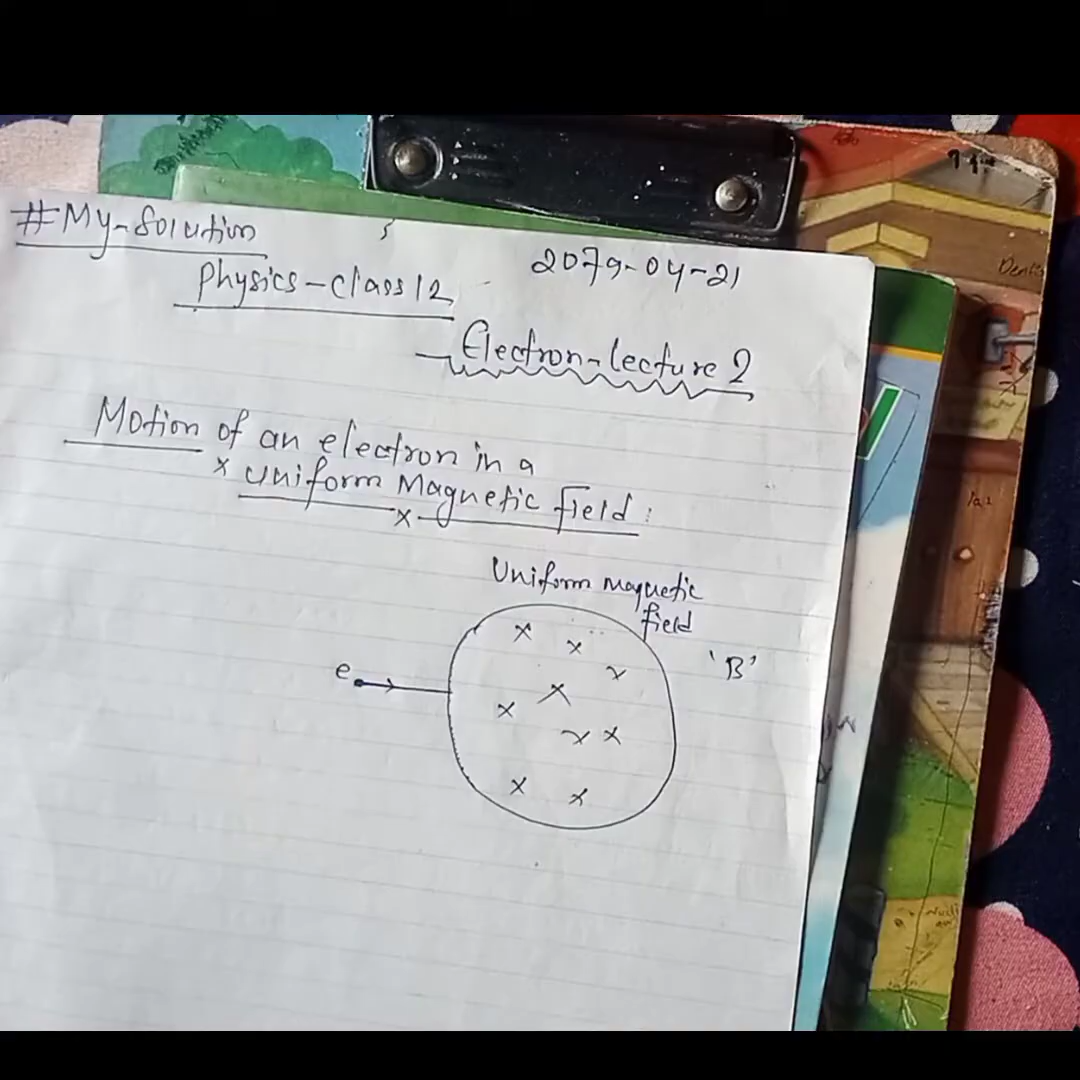 #My-Solution
2079-04-21
Physics-class 12
Electron-lecture 2
Motion of an electron in a
x uniform Magnetic field:
x
Uniform magnetic
field
'B'
e
x x
x
x
x
x x
x x